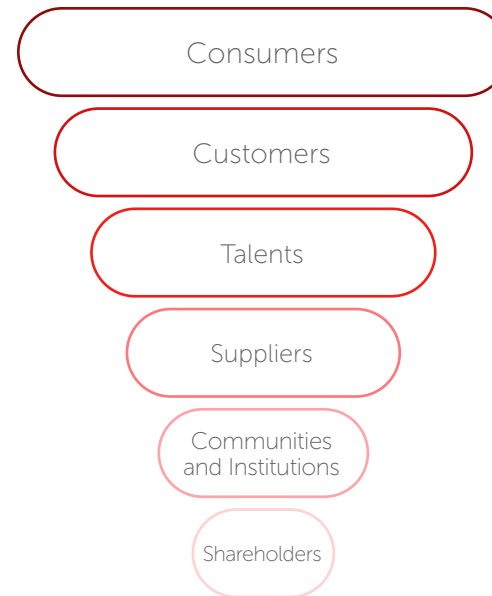 Consumers
Customers
Talents
Suppliers
Communities
and Institutions
Shareholders